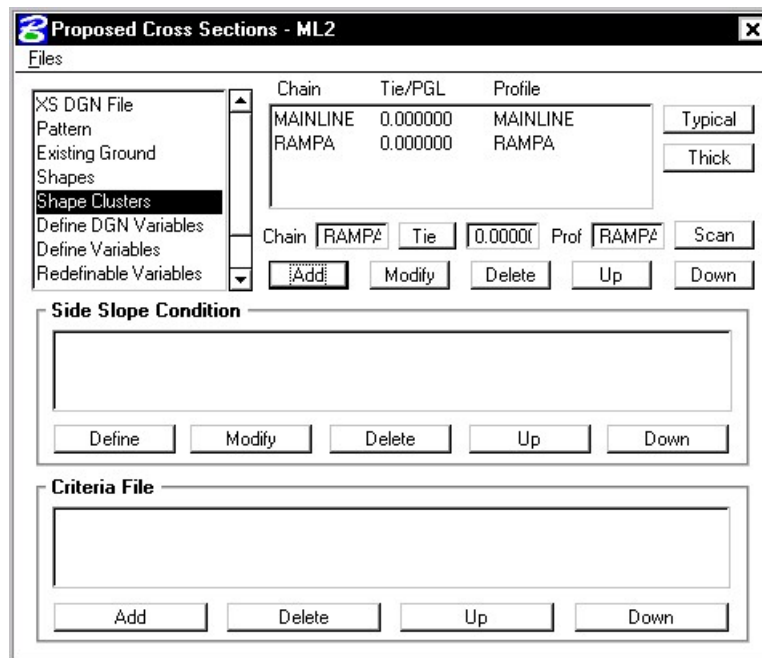 Proposed Cross Sections - ML2
Files
XS DGN File
Pattern
Existing Ground
Shapes
Shape Clusters
Define DGN Variables
Define Variables
Redefinable Variables
Chain Tie/PGL Profile
MAINLINE 0.000000 MAINLINE
RAMPA 0.000000 RAMPA
Typical
Thick
Chain RAMPA Tie 0.0000( Prof RAMPA Scan
Add Modify Delete Up Down
Side Slope Condition
Define Modify Delete Up Down
Criteria File
Add Delete Up Down